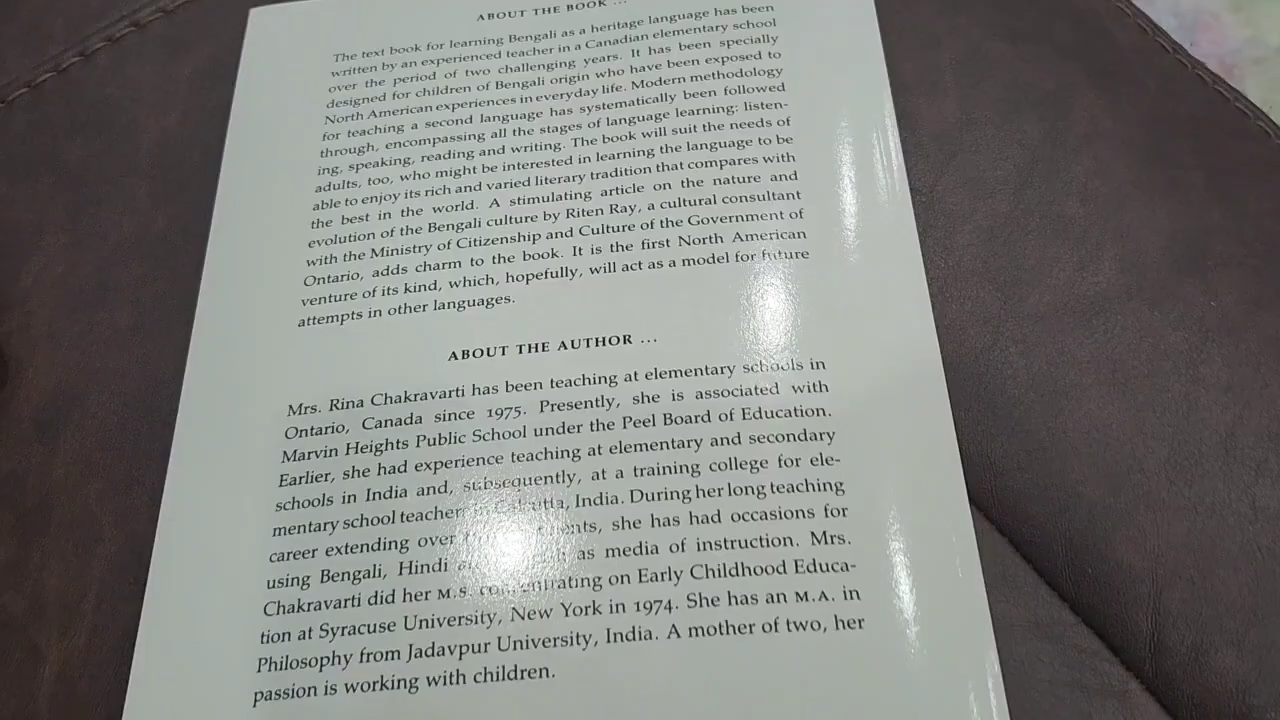 ABOUT THE BOOK ...
The text book for learning Bengali as a heritage language has been
written by an experienced teacher in a Canadian elementary school
over the period of two challenging years. It has been specially
designed for children of Bengali origin who have been exposed to
North American experiences in everyday life. Modern methodology
for teaching a second language has systematically been followed
through, encompassing all the stages of language learning: listen-
ing, speaking, reading and writing. The book will suit the needs of
adults, too, who might be interested in learning the language to be
able to enjoy its rich and varied literary tradition that compares with
the best in the world. A stimulating article on the nature and
evolution of the Bengali culture by Riten Ray, a cultural consultant
with the Ministry of Citizenship and Culture of the Government of
Ontario, adds charm to the book. It is the first North American
venture of its kind, which, hopefully, will act as a model for future
attempts in other languages.
ABOUT THE AUTHOR ...
Mrs. Rina Chakravarti has been teaching at elementary schools in
Ontario, Canada since 1975. Presently, she is associated with
Marvin Heights Public School under the Peel Board of Education.
Earlier, she had experience teaching at elementary and secondary
schools in India and, subsequently, at a training college for ele-
mentary school teachers in Calcutta, India. During her long teaching
career extending over she has had occasions for
using Bengali, Hindi as media of instruction. Mrs.
Chakravarti did her M.S. concentrating on Early Childhood Educa-
tion at Syracuse University, New York in 1974. She has an M.A. in
Philosophy from Jadavpur University, India. A mother of two, her
passion is working with children.